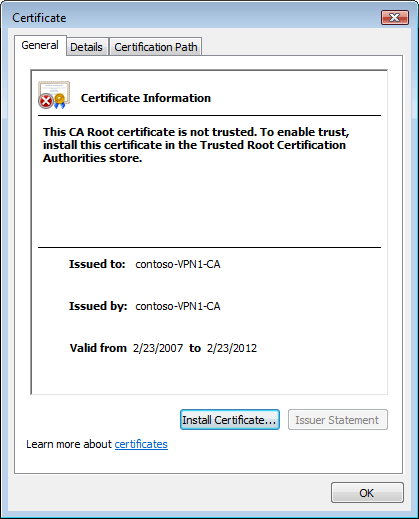 Certificate
General Details Certification Path
Certificate Information
This CA Root certificate is not trusted. To enable trust,
install this certificate in the Trusted Root Certification
Authorities store.
Issued to: contoso-VPN1-CA
Issued by: contoso-VPN1-CA
Valid from 2/23/2007 to 2/23/2012
Install Certificate... Issuer Statement
Learn more about certificates
OK